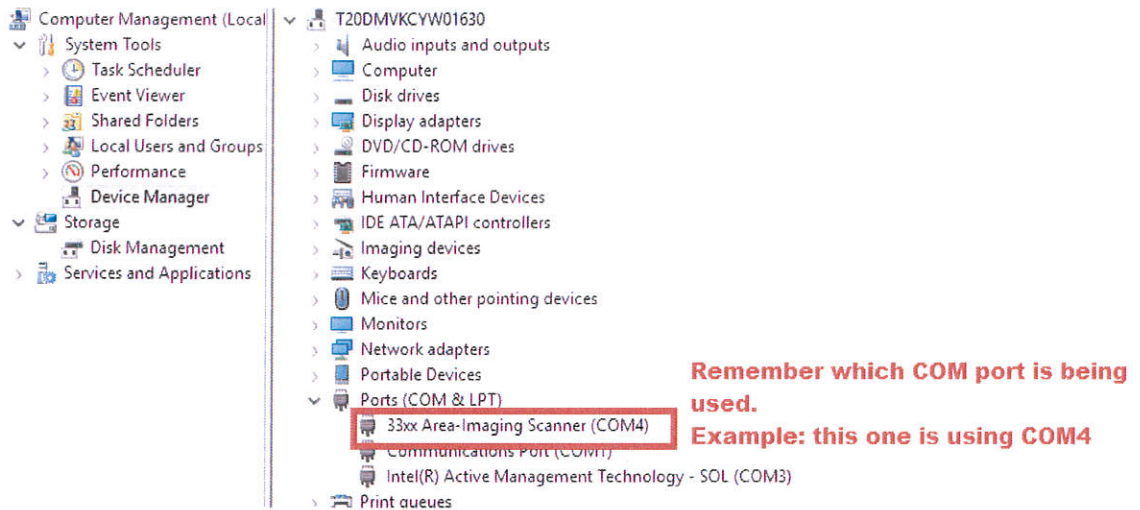 Computer Management (Local
System Tools
Task Scheduler
Event Viewer
Shared Folders
Local Users and Groups
Performance
Device Manager
Storage
Disk Management
Services and Applications
T20DMVKCYW01630
Audio inputs and outputs
Computer
Disk drives
Display adapters
DVD/CD-ROM drives
Firmware
Human Interface Devices
IDE ATA/ATAPI controllers
Imaging devices
Keyboards
Mice and other pointing devices
Monitors
Network adapters
Portable Devices
Ports (COM & LPT)
33xx Area-Imaging Scanner (COM4)
Communications Port (COM1)
Intel(R) Active Management Technology - SOL (COM3)
Print queues
Remember which COM port is being
used.
Example: this one is using COM4